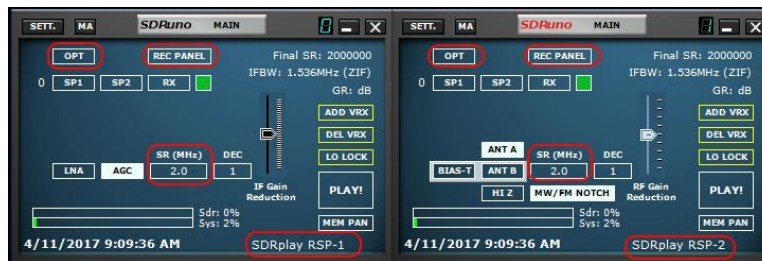 SETT. MA SDRuno MAIN 0
OPT REC PANEL Final SR: 2000000
IFBW: 1.536MHz (ZIF)
0 SP1 SP2 RX GR: dB
ADD VRX
DEL VRX
SR (MHz) DEC LO LOCK
LNA AGC 2.0 1
IF Gain
Reduction PLAY!
Sdr: 0%
Sys: 2% MEM PAN
4/11/2017 9:09:36 AM SDRplay RSP-1
SETT. MA SDRuno MAIN 1
OPT REC PANEL Final SR: 2000000
IFBW: 1.536MHz (ZIF)
0 SP1 SP2 RX GR: dB
ADD VRX
DEL VRX
ANT A SR (MHz) DEC LO LOCK
BIAS-T ANT B 2.0 1
HI Z MW/FM NOTCH RF Gain
Reduction PLAY!
Sdr: 0%
Sys: 2% MEM PAN
4/11/2017 9:09:36 AM SDRplay RSP-2